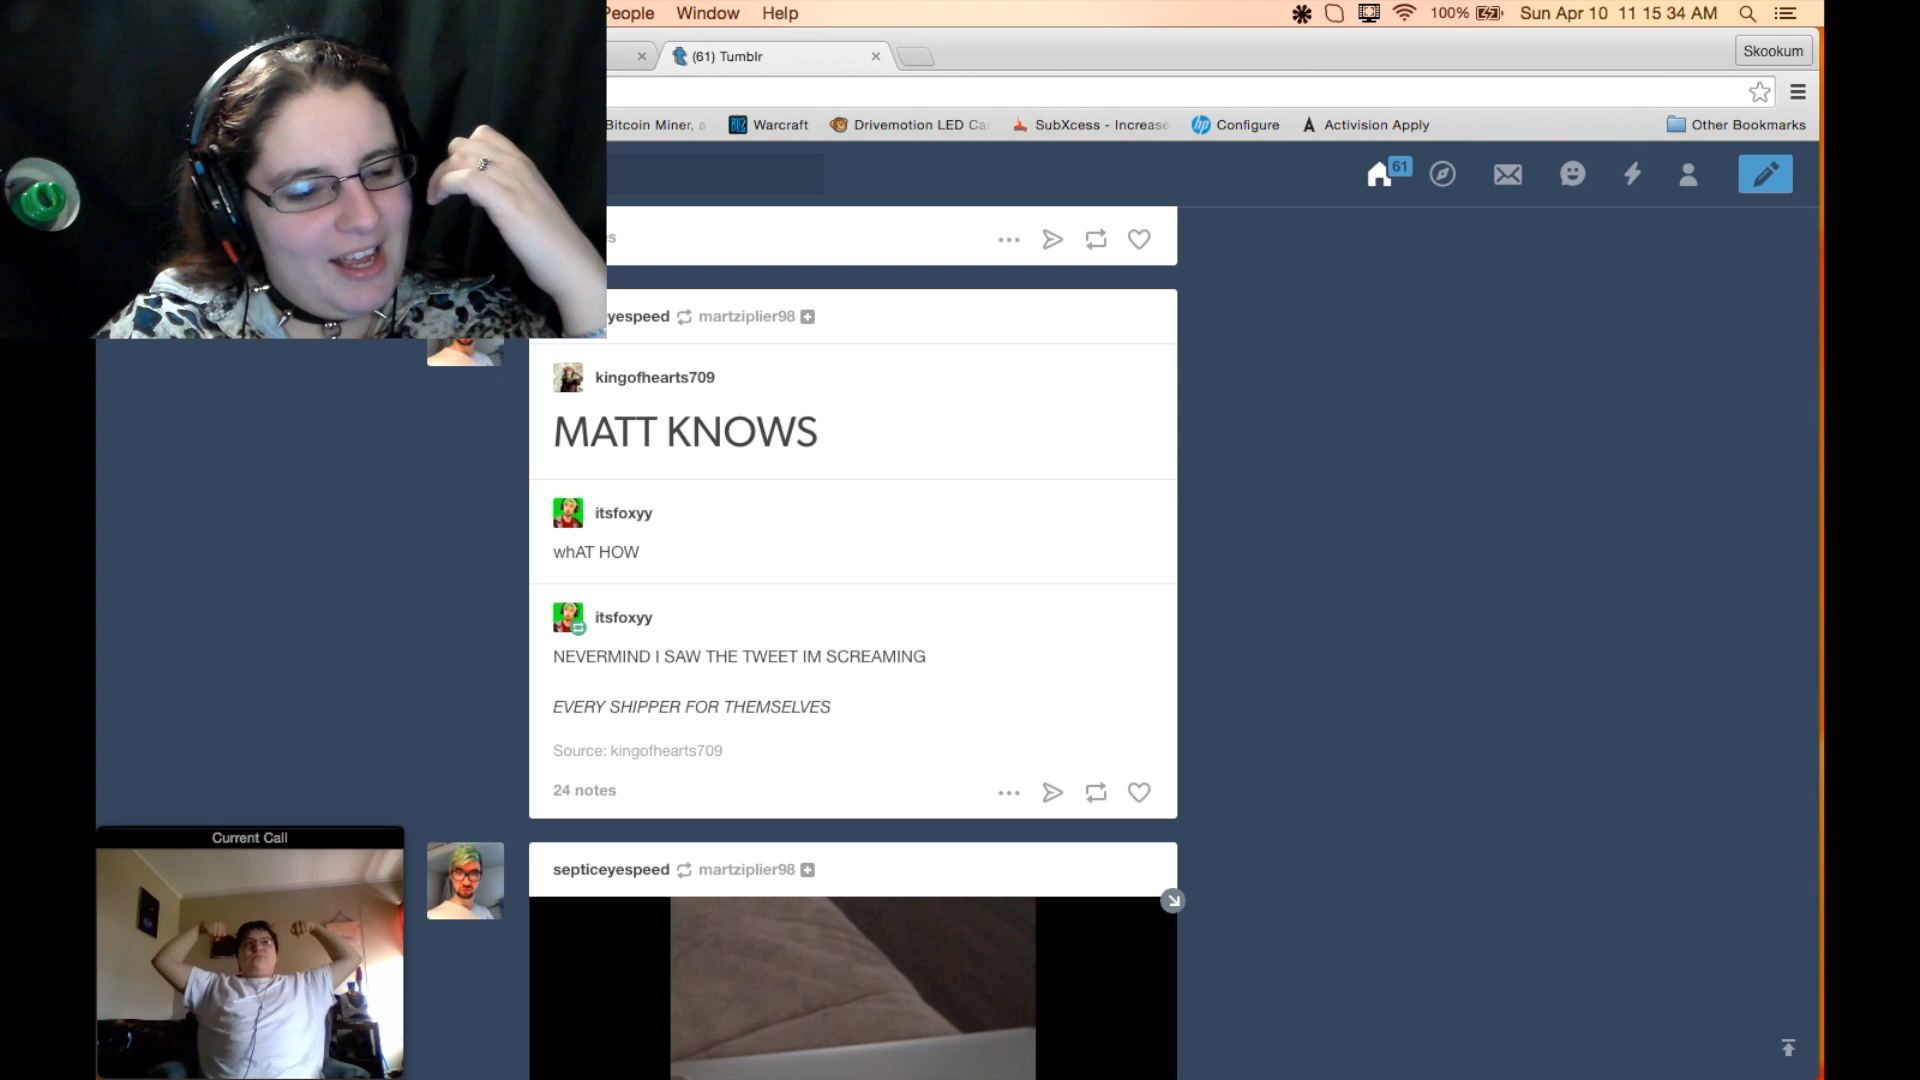 People Window Help 100% Sun Apr 10 11 15 34 AM
(61) Tumblr Skookum
Bitcoin Miner, a Warcraft Drivemotion LED Car SubXcess - Increase Configure Activision Apply Other Bookmarks
61
s
yespeed martziplier98
kingofhearts709
MATT KNOWS
itsfoxyy
whAT HOW
itsfoxyy
NEVERMIND I SAW THE TWEET IM SCREAMING
EVERY SHIPPER FOR THEMSELVES
Source: kingofhearts709
24 notes
Current Call
septiceyespeed martziplier98